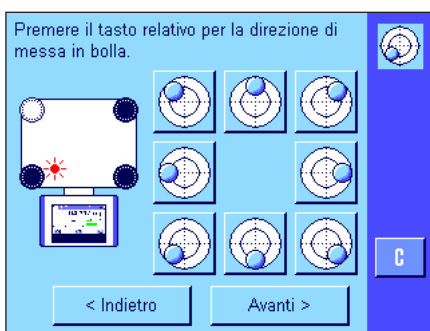 Premere il tasto relativo per la direzione di
messa in bolla.
C
< Indietro
Avanti >